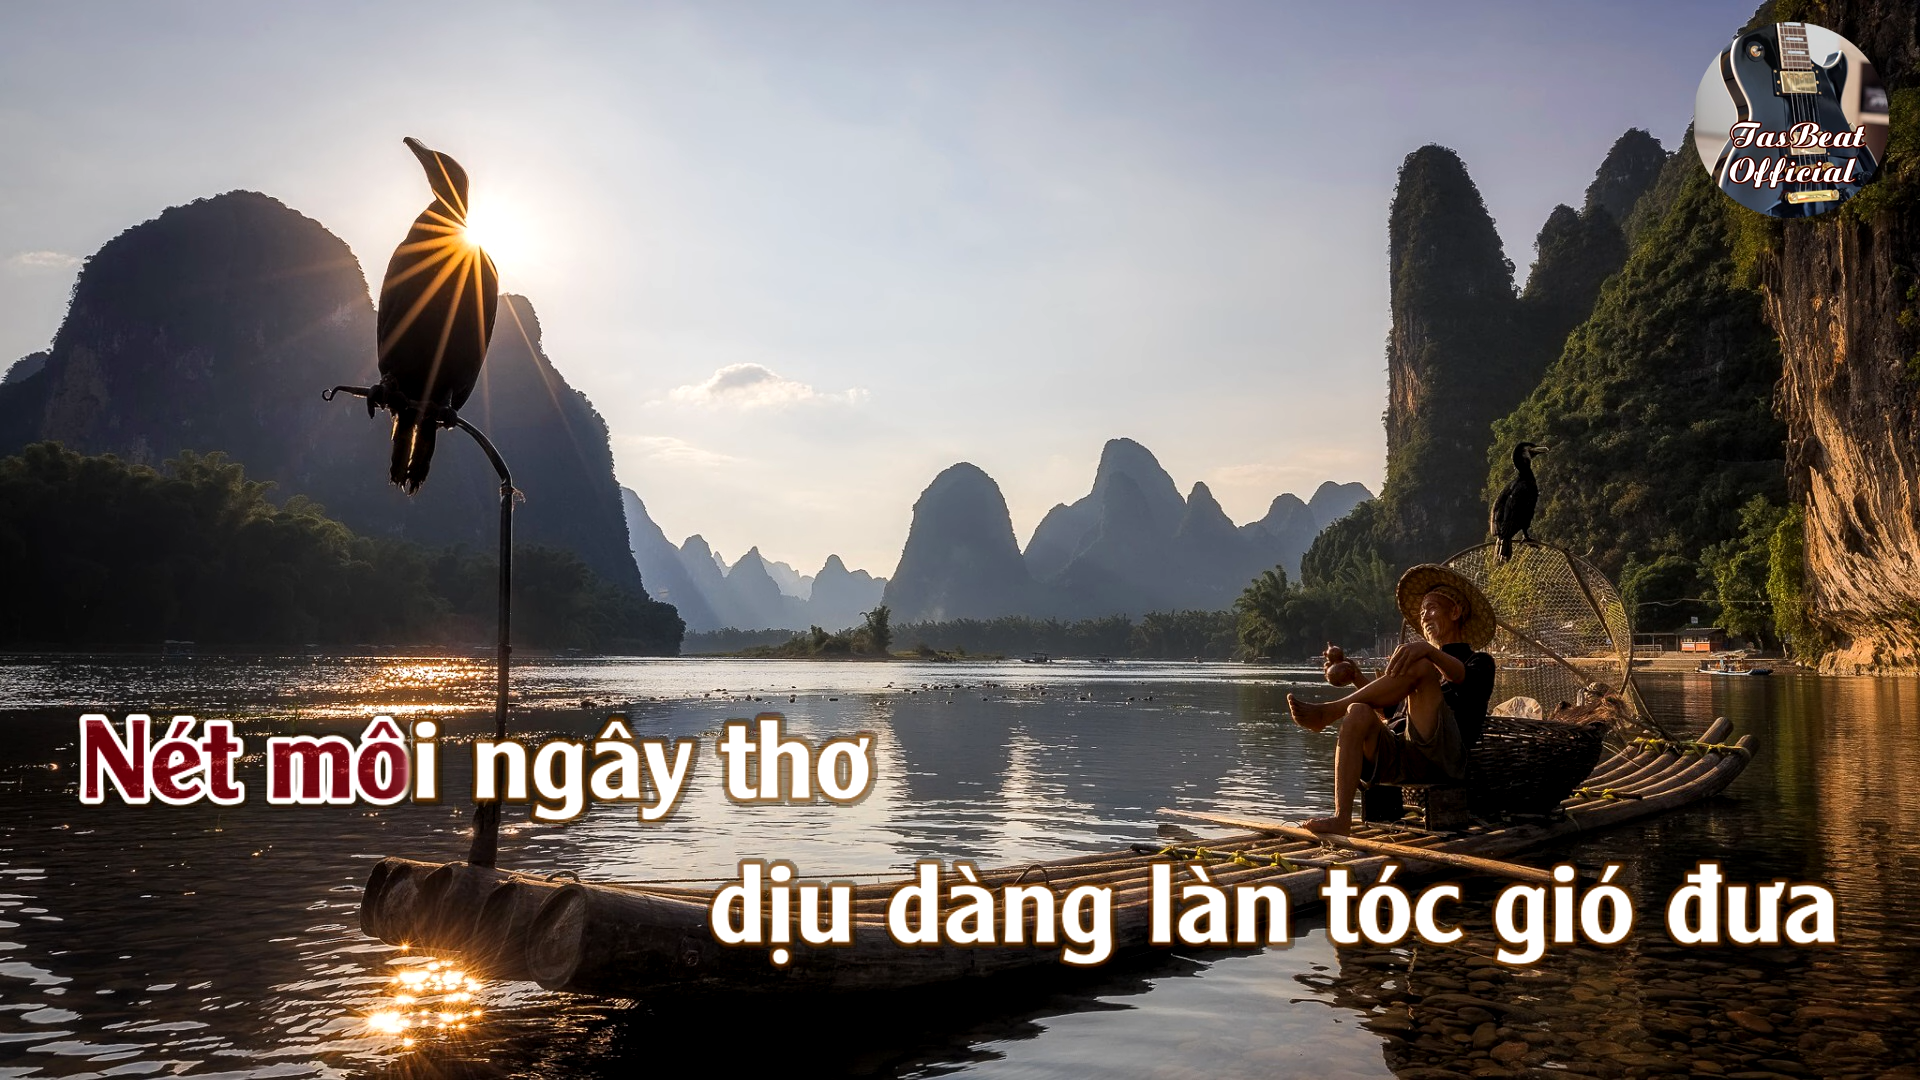 TasBeat
Official
Nét môi ngây thơ
dịu dàng làn tóc gió đưa